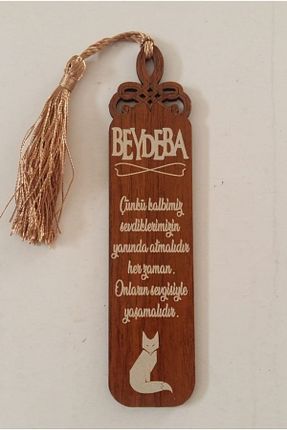 BEYDEBA
Çünkü kalbimiz
sevdiklerimizin
yanında atmalıdır
her zaman.
Onların sevgisiyle
yaşamalıdır.